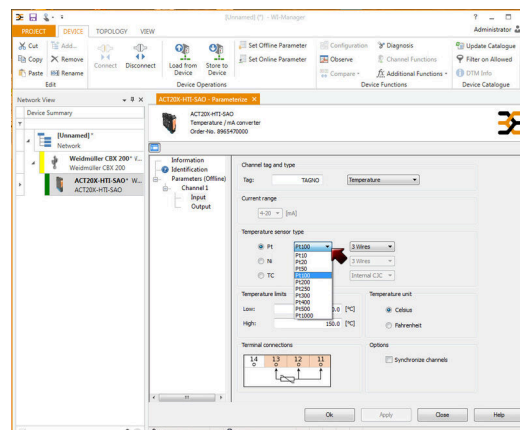 [Unnamed] (*) - WI-Manager
PROJECT DEVICE TOPOLOGY VIEW Administrator
Cut Add...
Copy Remove
Paste Rename
Edit
Connect Disconnect
Load from Device
Store to Device
Set Offline Parameter
Set Online Parameter
Device Operations
Configuration Diagnosis
Observe Channel Functions
Compare Additional Functions
Device Functions
Update Catalogue
Filter on Allowed
DTM Info
Device Catalogue
Network View
Device Summary
[Unnamed]*
Network
Weidmüller CBX 200*
Weidmüller CBX 200
ACT20X-HTI-SAO* W...
ACT20X-HTI-SAO
ACT20X-HTI-SAO - Parameterize
ACT20X-HTI-SAO
Temperature / mA converter
Order-No. 8965470000
Information
Identification
Parameters (Offline)
Channel 1
Input
Output
Channel tag and type
Tag: TAGNO Temperature
Current range
4-20 [mA]
Temperature sensor type
Pt Pt100 3 Wires
Ni 3 Wires
TC Internal CJC
Pt10
Pt20
Pt50
Pt100
Pt200
Pt250
Pt300
Pt400
Pt500
Pt1000
Temperature limits
Low: 0.0 [°C]
High: 150.0 [°C]
Temperature unit
Celsius
Fahrenheit
Terminal connections
14 13 12 11
Options
Synchronize channels
Ok Apply Close Help